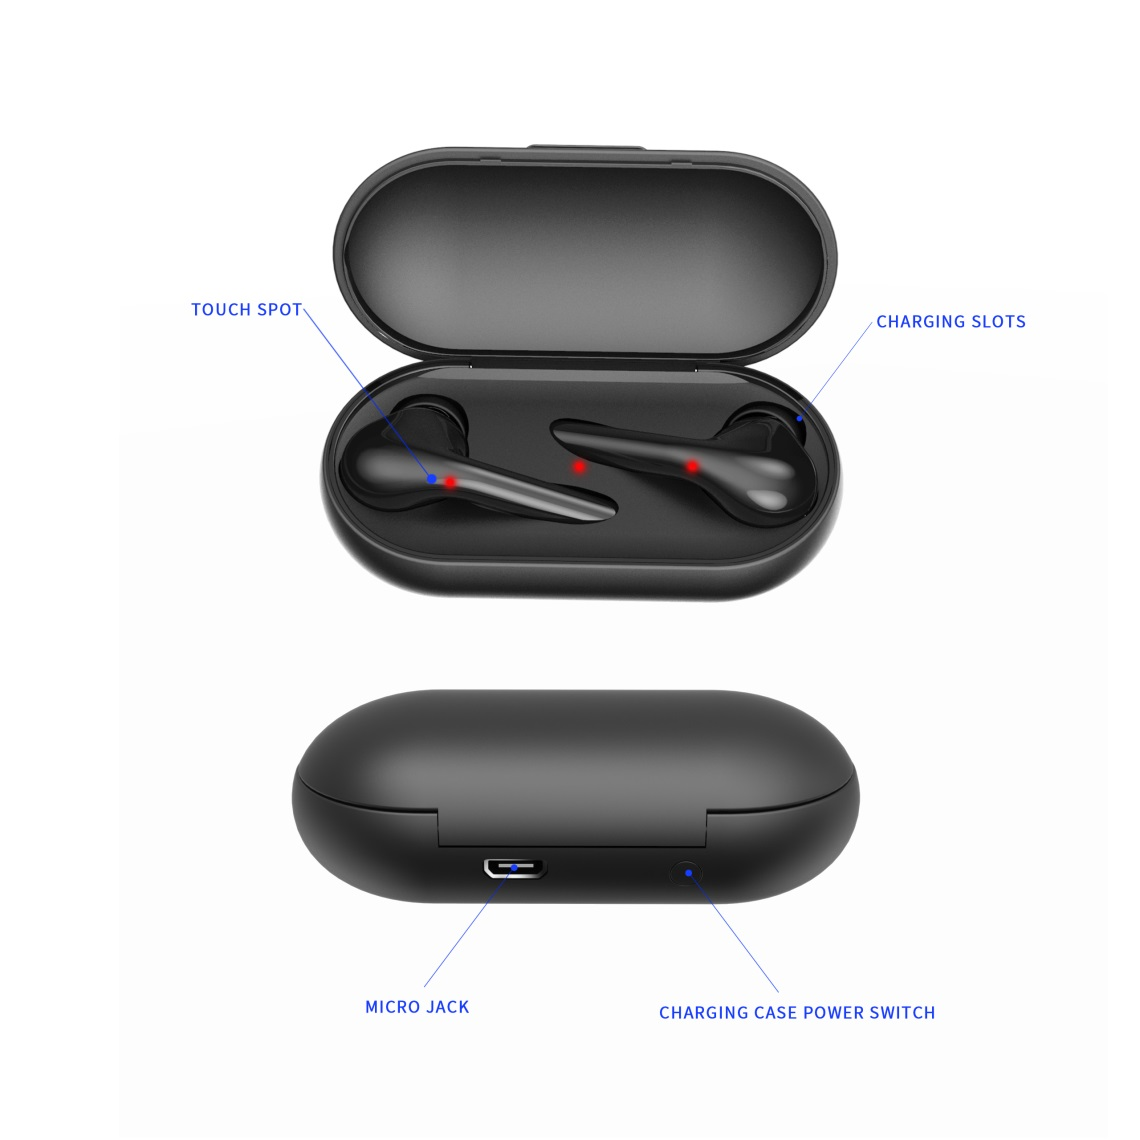 TOUCH SPOT
CHARGING SLOTS
MICRO JACK
CHARGING CASE POWER SWITCH